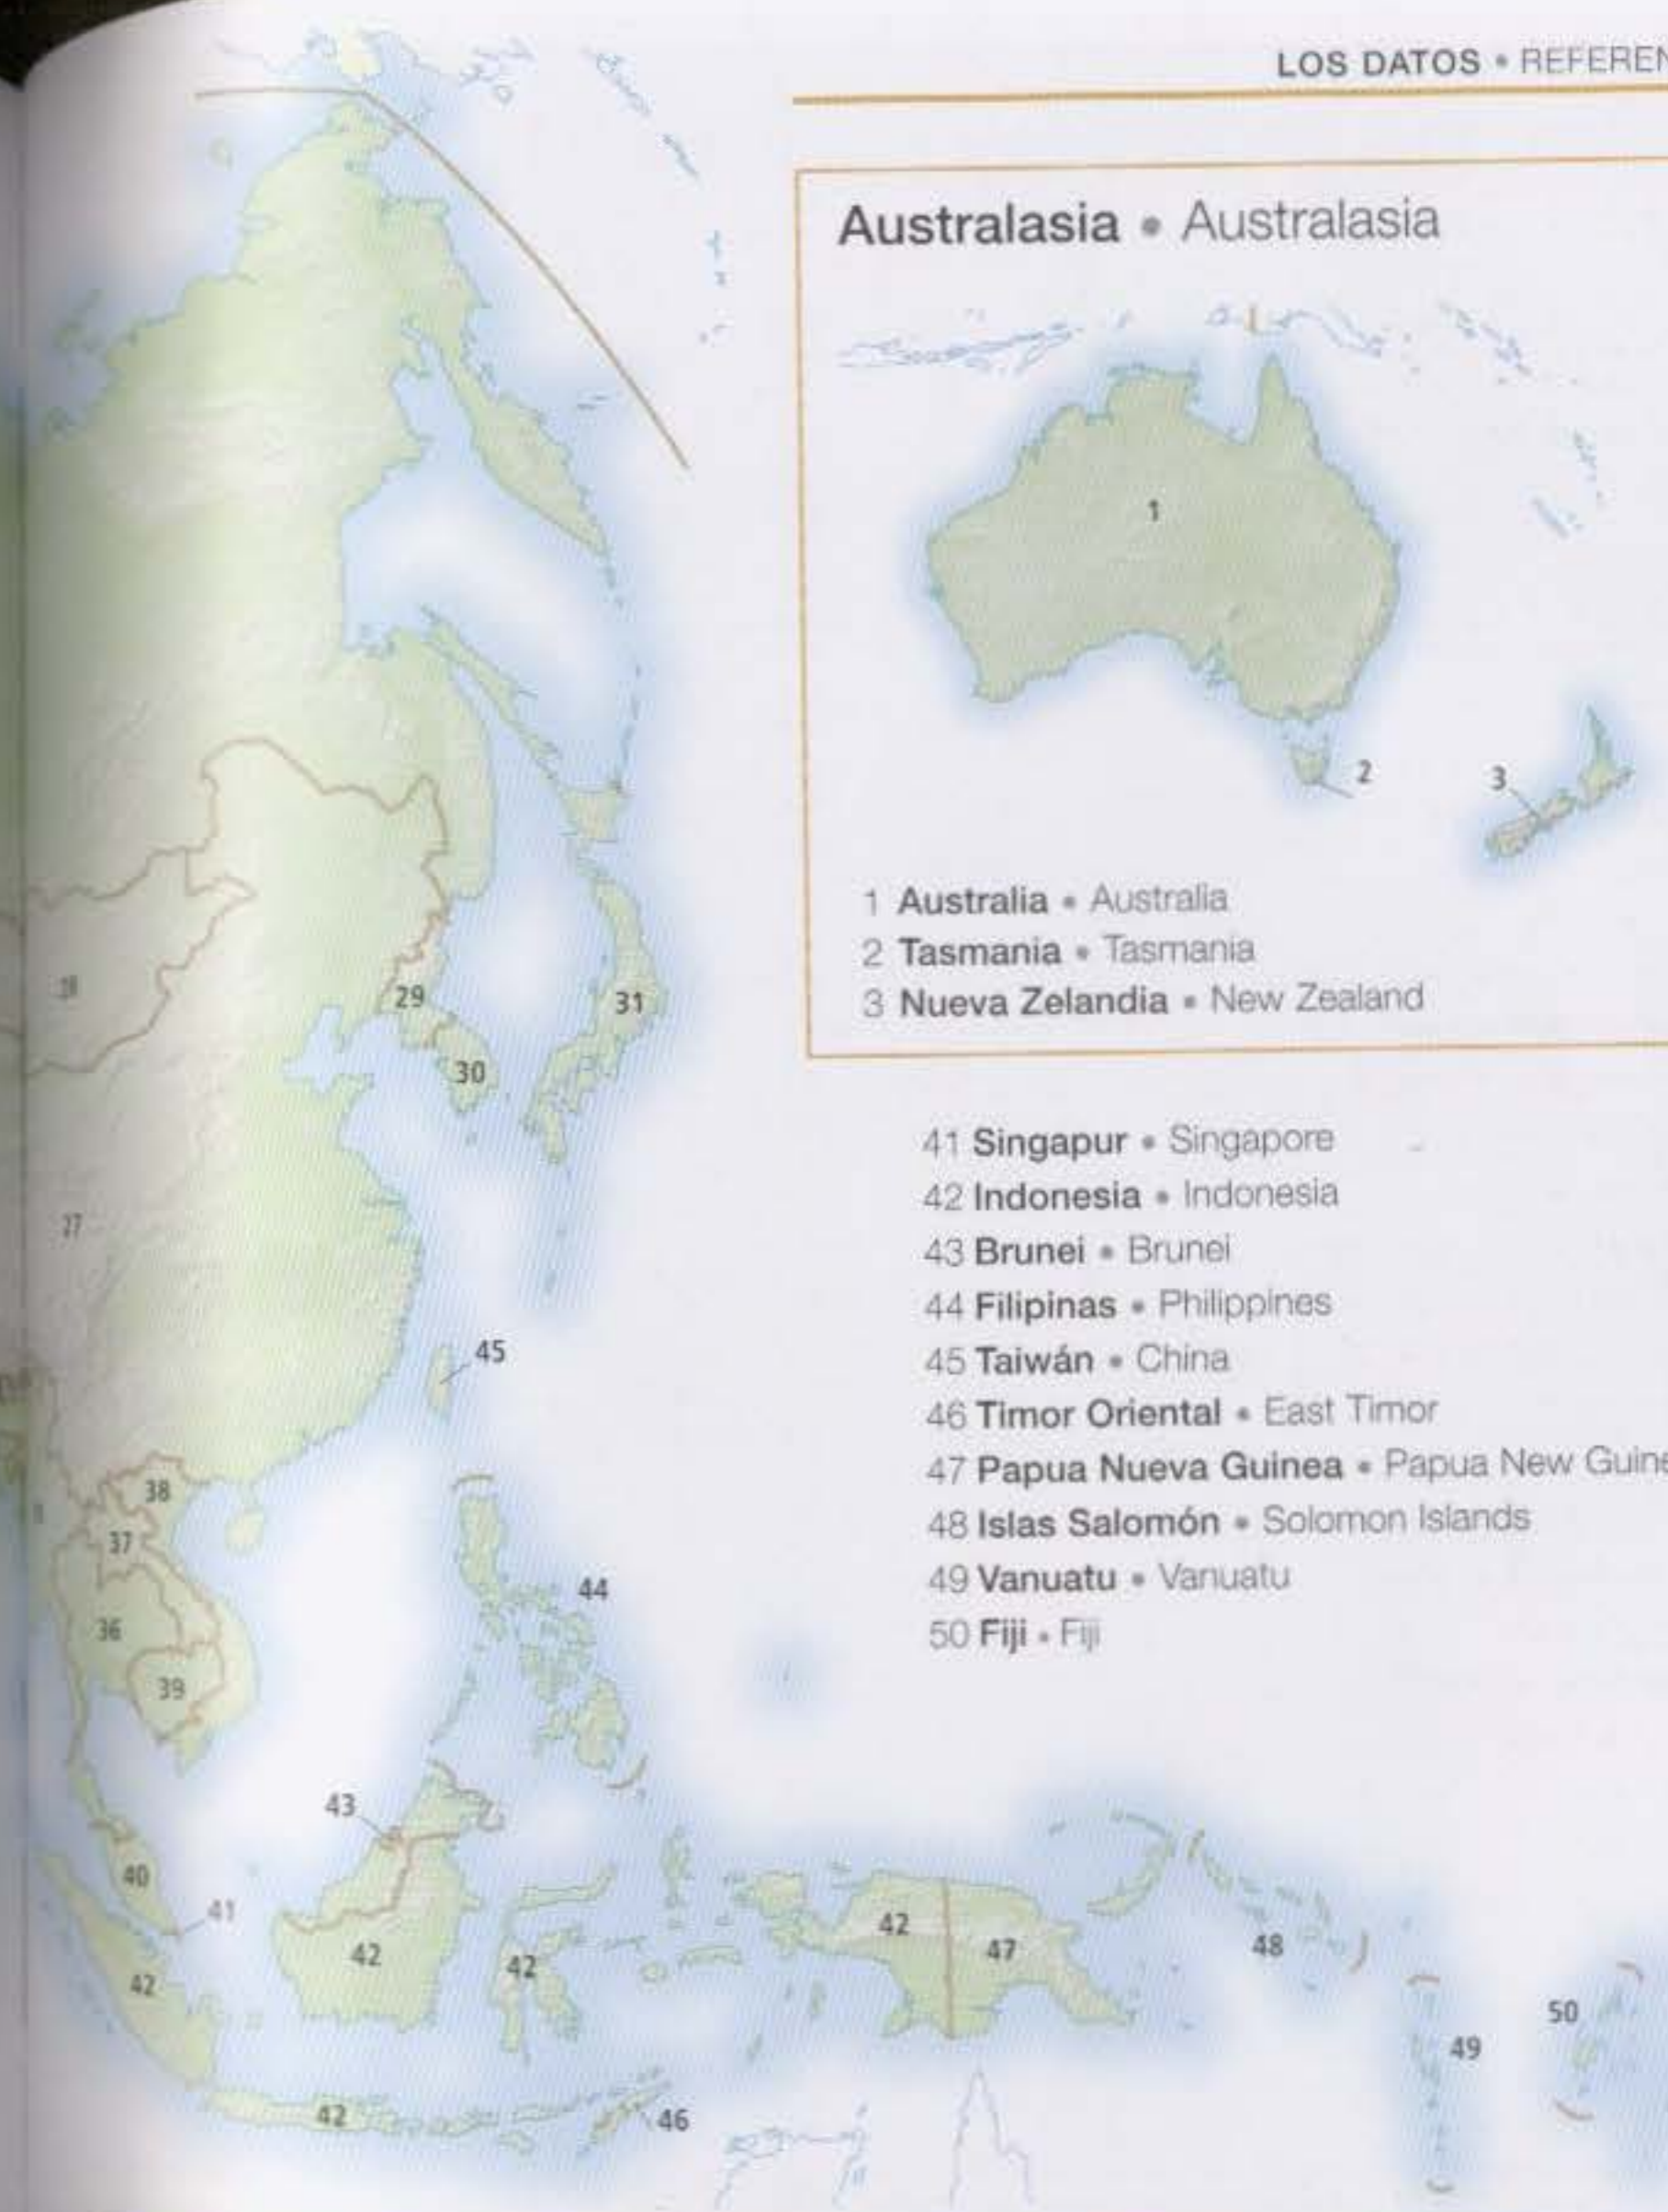 LOS DATOS • REFEREN
Australasia • Australasia
1
2
3
1 Australia • Australia
2 Tasmania • Tasmania
3 Nueva Zelandia • New Zealand
28
29
31
30
27
45
38
37
44
36
39
43
40
41
42
42
42
42
47
48
42
46
49
50
41 Singapur • Singapore
42 Indonesia • Indonesia
43 Brunei • Brunei
44 Filipinas • Philippines
45 Taiwán • China
46 Timor Oriental • East Timor
47 Papua Nueva Guinea • Papua New Guine
48 Islas Salomón • Solomon Islands
49 Vanuatu • Vanuatu
50 Fiji • Fiji